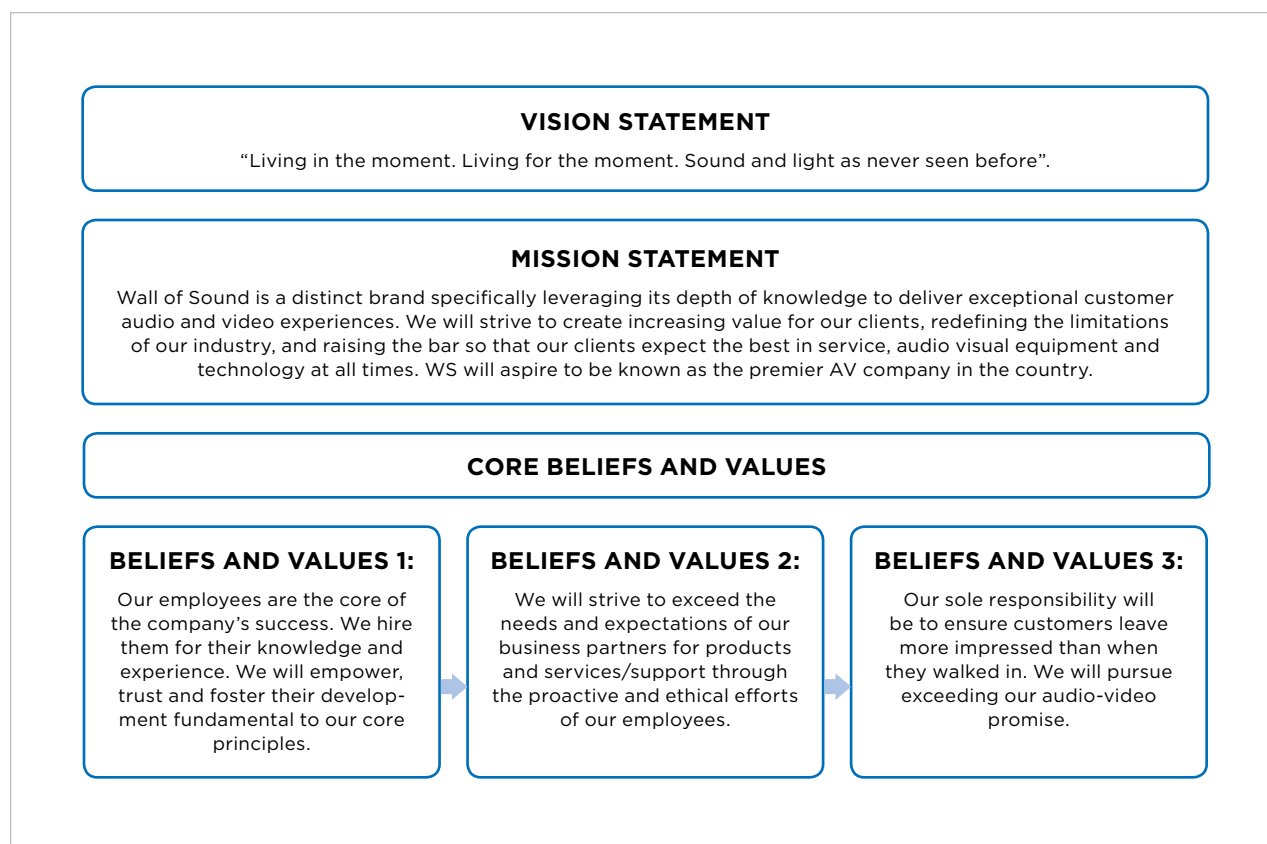 VISION STATEMENT
“Living in the moment. Living for the moment. Sound and light as never seen before”.
MISSION STATEMENT
Wall of Sound is a distinct brand specifically leveraging its depth of knowledge to deliver exceptional customer
audio and video experiences. We will strive to create increasing value for our clients, redefining the limitations
of our industry, and raising the bar so that our clients expect the best in service, audio visual equipment and
technology at all times. WS will aspire to be known as the premier AV company in the country.
CORE BELIEFS AND VALUES
BELIEFS AND VALUES 1:
Our employees are the core of
the company’s success. We hire
them for their knowledge and
experience. We will empower,
trust and foster their develop-
ment fundamental to our core
principles.
BELIEFS AND VALUES 2:
We will strive to exceed the
needs and expectations of our
business partners for products
and services/support through
the proactive and ethical efforts
of our employees.
BELIEFS AND VALUES 3:
Our sole responsibility will
be to ensure customers leave
more impressed than when
they walked in. We will pursue
exceeding our audio-video
promise.